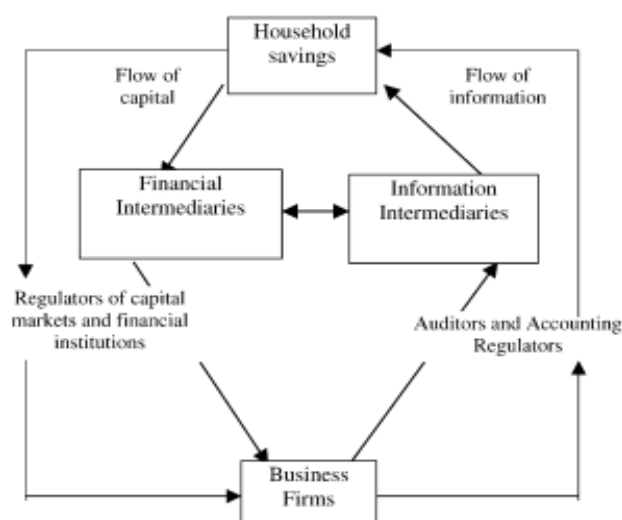 Household
savings
Flow of
capital
Flow of
information
Financial
Intermediaries
Information
Intermediaries
Regulators of capital
markets and financial
institutions
Auditors and Accounting
Regulators
Business
Firms